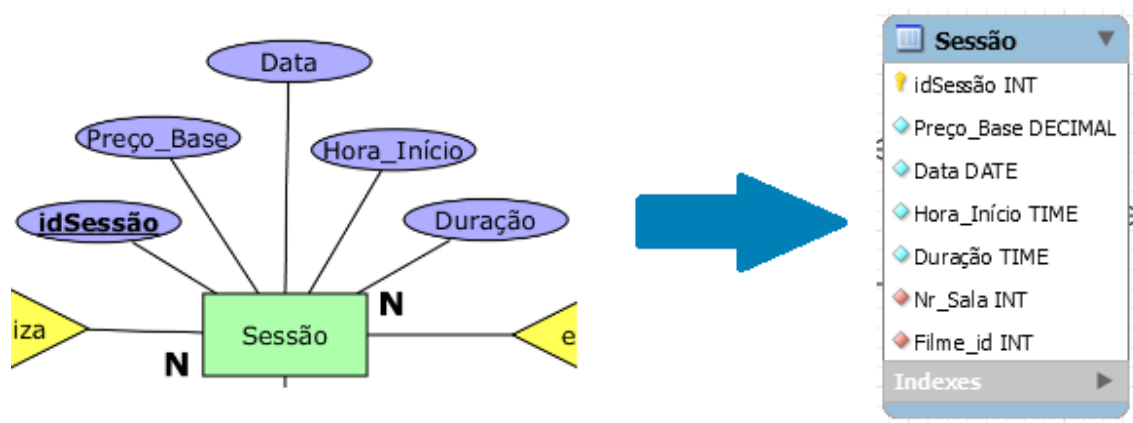 Data
Preço_Base
Hora_Início
idSessão
Duração
N
iza
Sessão
e
N
Sessão
idSessão INT
Preço_Base DECIMAL
Data DATE
Hora_Início TIME
Duração TIME
Nr_Sala INT
Filme_id INT
Indexes